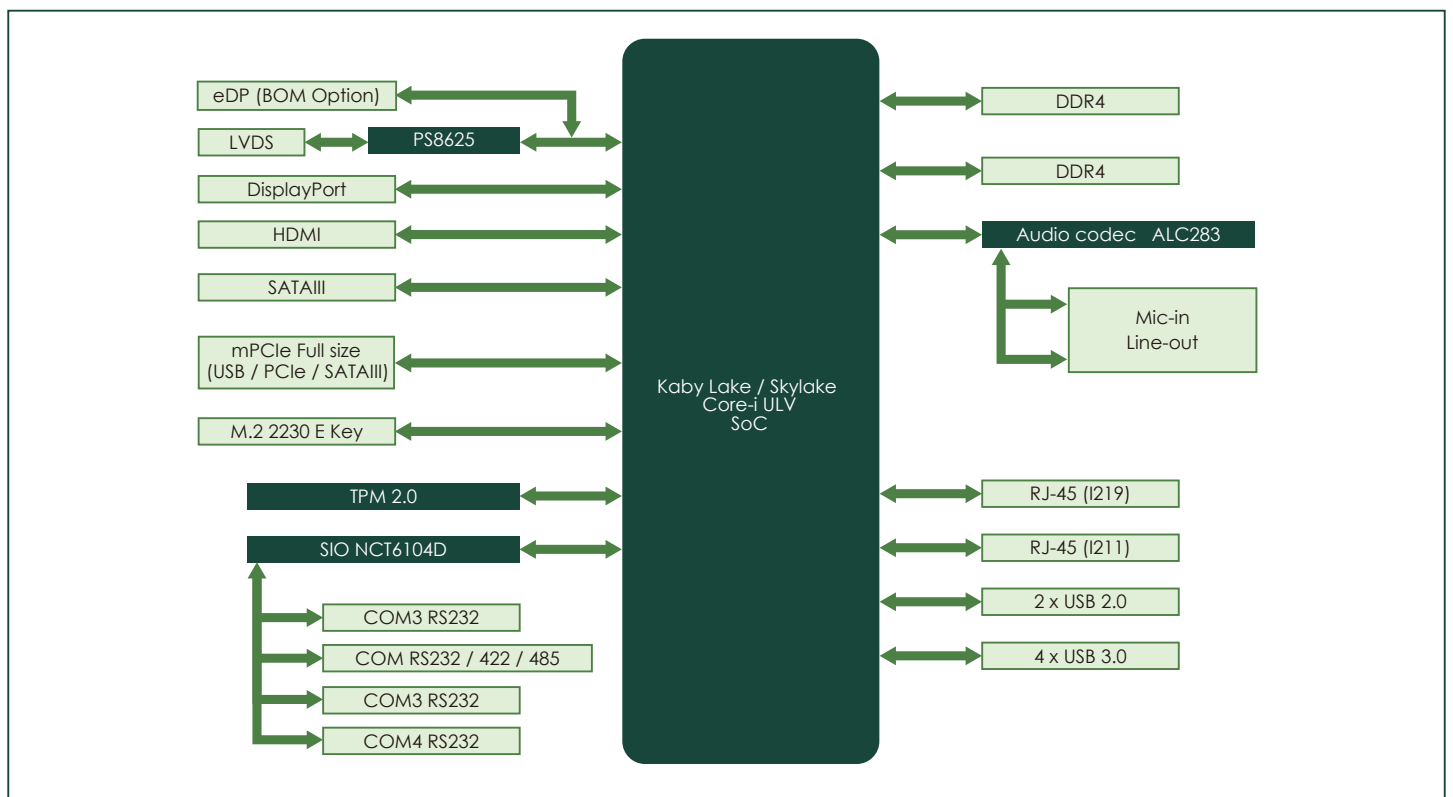 eDP (BOM Option)
LVDS
PS8625
DisplayPort
HDMI
SATAIII
mPCIe Full size
(USB / PCIe / SATAIII)
M.2 2230 E Key
TPM 2.0
SIO NCT6104D
COM3 RS232
COM RS232 / 422 / 485
COM3 RS232
COM4 RS232
Kaby Lake / Skylake
Core-i ULV
SoC
DDR4
DDR4
Audio codec ALC283
Mic-in
Line-out
RJ-45 (I219)
RJ-45 (I211)
2 x USB 2.0
4 x USB 3.0